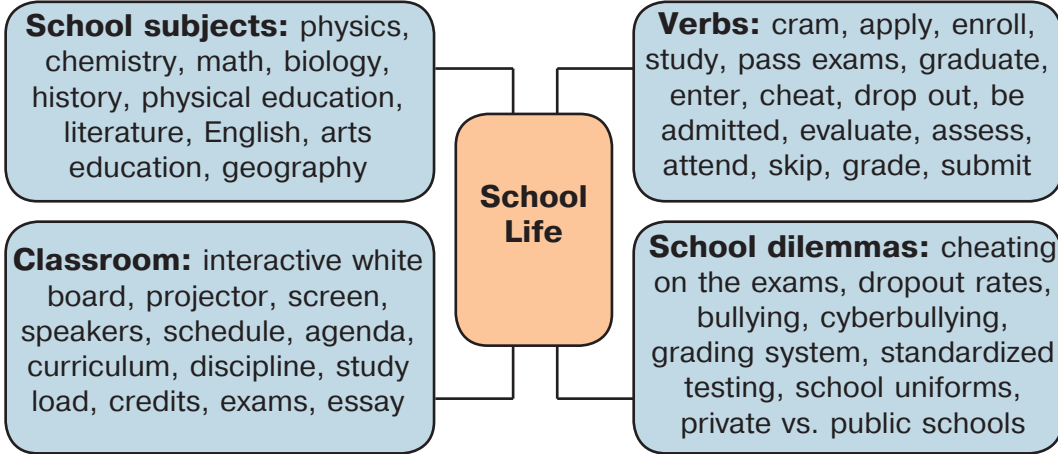 School subjects: physics,
chemistry, math, biology,
history, physical education,
literature, English, arts
education, geography
Verbs: cram, apply, enroll,
study, pass exams, graduate,
enter, cheat, drop out, be
admitted, evaluate, assess,
attend, skip, grade, submit
School
Life
Classroom: interactive white
board, projector, screen,
speakers, schedule, agenda,
curriculum, discipline, study
load, credits, exams, essay
School dilemmas: cheating
on the exams, dropout rates,
bullying, cyberbullying,
grading system, standardized
testing, school uniforms,
private vs. public schools